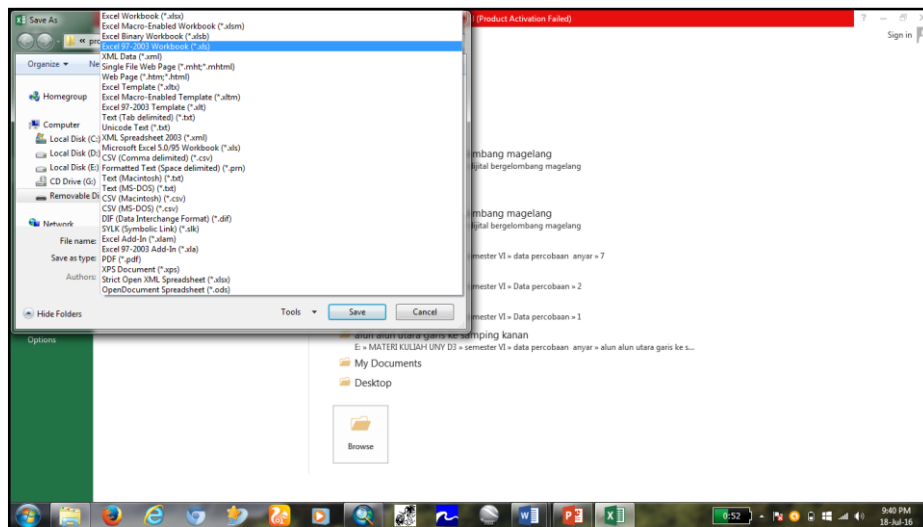 Save As
l (Product Activation Failed)
Sign in
Excel Workbook (*.xlsx)
Excel Macro-Enabled Workbook (*.xlsm)
Excel Binary Workbook (*.xlsb)
Excel 97-2003 Workbook (*.xls)
XML Data (*.xml)
Single File Web Page (*.mht;*.mhtml)
Web Page (*.htm;*.html)
Excel Template (*.xltx)
Excel Macro-Enabled Template (*.xltm)
Excel 97-2003 Template (*.xlt)
Text (Tab delimited) (*.txt)
Unicode Text (*.txt)
XML Spreadsheet 2003 (*.xml)
Microsoft Excel 5.0/95 Workbook (*.xls)
CSV (Comma delimited) (*.csv)
Formatted Text (Space delimited) (*.prn)
Text (Macintosh) (*.txt)
Text (MS-DOS) (*.txt)
CSV (Macintosh) (*.csv)
CSV (MS-DOS) (*.csv)
DIF (Data Interchange Format) (*.dif)
SYLK (Symbolic Link) (*.slk)
Excel Add-In (*.xlam)
Excel 97-2003 Add-In (*.xla)
PDF (*.pdf)
XPS Document (*.xps)
Strict Open XML Spreadsheet (*.xlsx)
OpenDocument Spreadsheet (*.ods)
« pro
Organize Ne
Homegroup
Computer
Local Disk (C:
Local Disk (D:
Local Disk (E:)
CD Drive (G:)
Removable Di
Network
File name:
Save as type:
Authors:
Hide Folders
Tools
Save
Cancel
Options
mbang magelang
ijital bergelombang magelang
mbang magelang
ijital bergelombang magelang
mester VI » data percobaan anyar » 7
mester VI » Data percobaan » 2
mester VI » Data percobaan » 1
alun alun utara garis ke samping kanan
E: » MATERI KULIAH UNY D3 » semester VI » data percobaan anyar » alun alun utara garis ke s...
My Documents
Desktop
Browse
0:52
9:40 PM
18-Jul-16